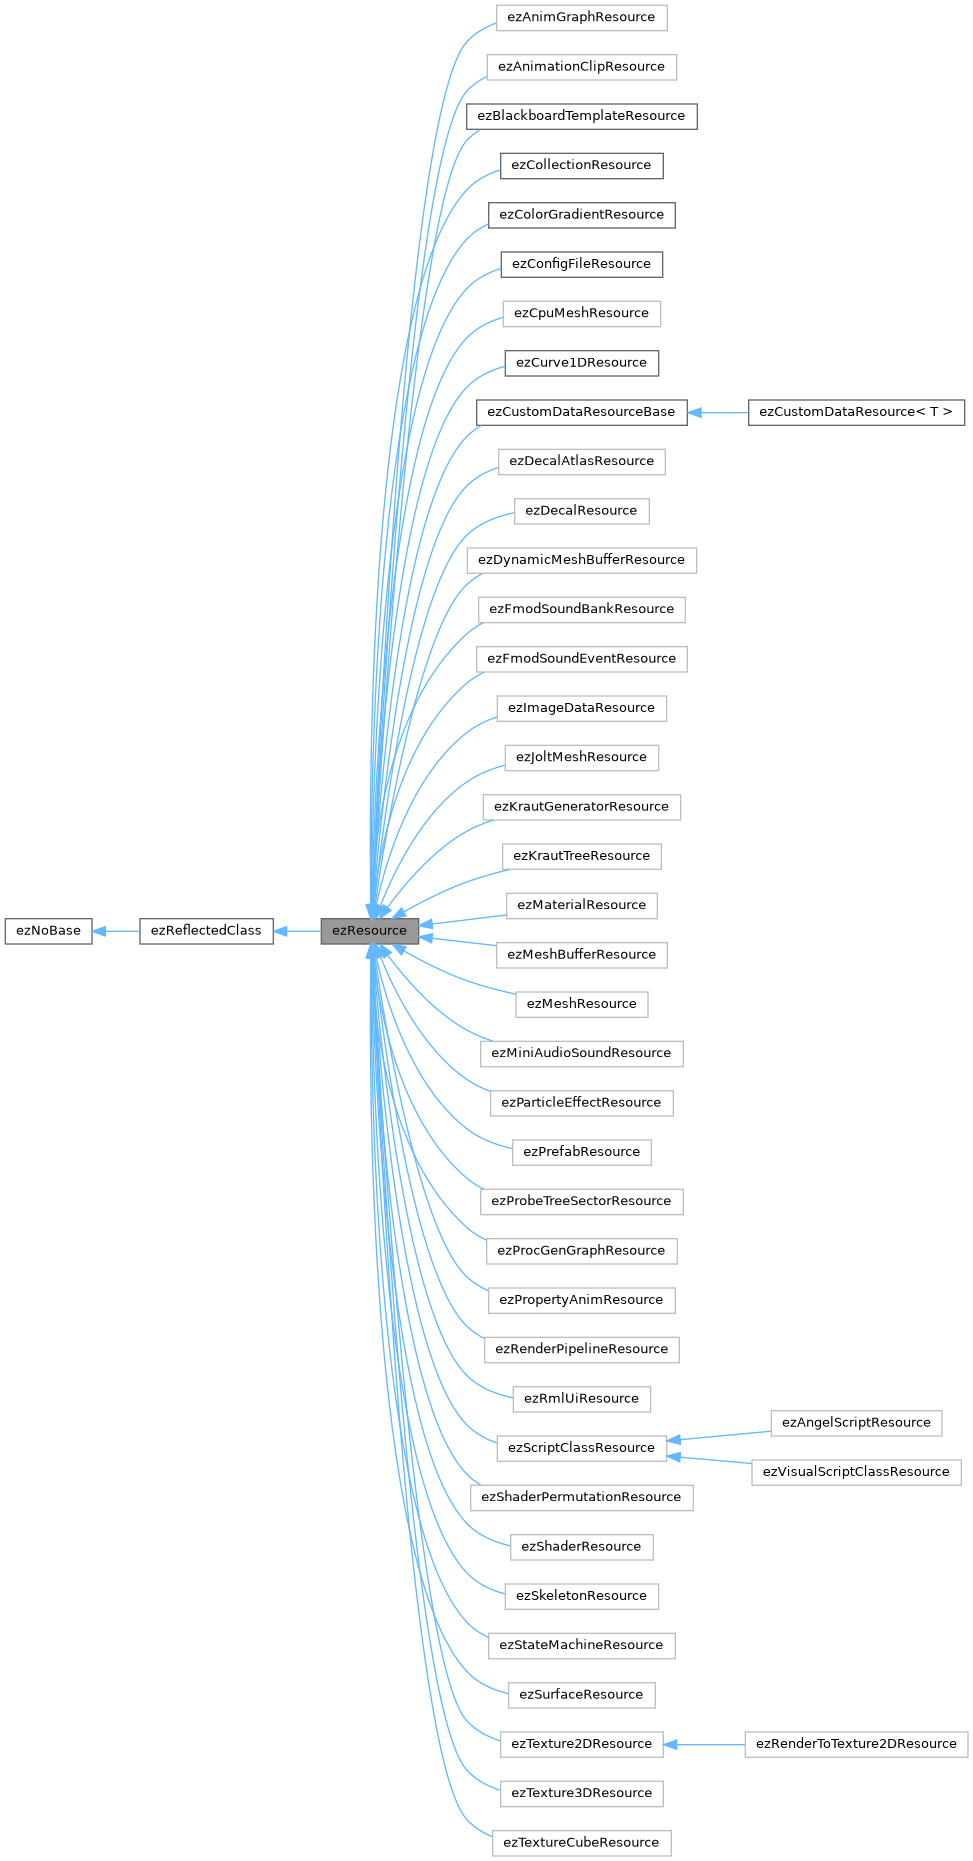 ezAnimGraphResource
ezAnimationClipResource
ezBlackboardTemplateResource
ezCollectionResource
ezColorGradientResource
ezConfigFileResource
ezCpuMeshResource
ezCurve1DResource
ezCustomDataResourceBase
ezCustomDataResource< T >
ezDecalAtlasResource
ezDecalResource
ezDynamicMeshBufferResource
ezFmodSoundBankResource
ezFmodSoundEventResource
ezImageDataResource
ezJoltMeshResource
ezKrautGeneratorResource
ezKrautTreeResource
ezMaterialResource
ezNoBase
ezReflectedClass
ezResource
ezMeshBufferResource
ezMeshResource
ezMiniAudioSoundResource
ezParticleEffectResource
ezPrefabResource
ezProbeTreeSectorResource
ezProcGenGraphResource
ezPropertyAnimResource
ezRenderPipelineResource
ezRmlUiResource
ezScriptClassResource
ezAngelScriptResource
ezVisualScriptClassResource
ezShaderPermutationResource
ezShaderResource
ezSkeletonResource
ezStateMachineResource
ezSurfaceResource
ezTexture2DResource
ezRenderToTexture2DResource
ezTexture3DResource
ezTextureCubeResource